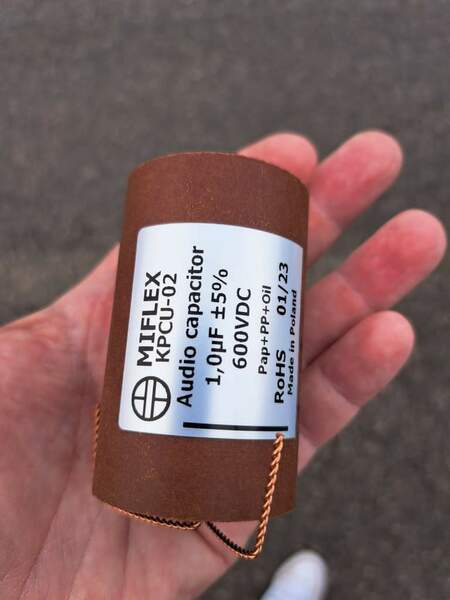 MIFLEX
KPCU-02
Audio capacitor
1,0µF ±5%
600VDC
Pap+PP+Oil
RoHS 01/23
Made in Poland